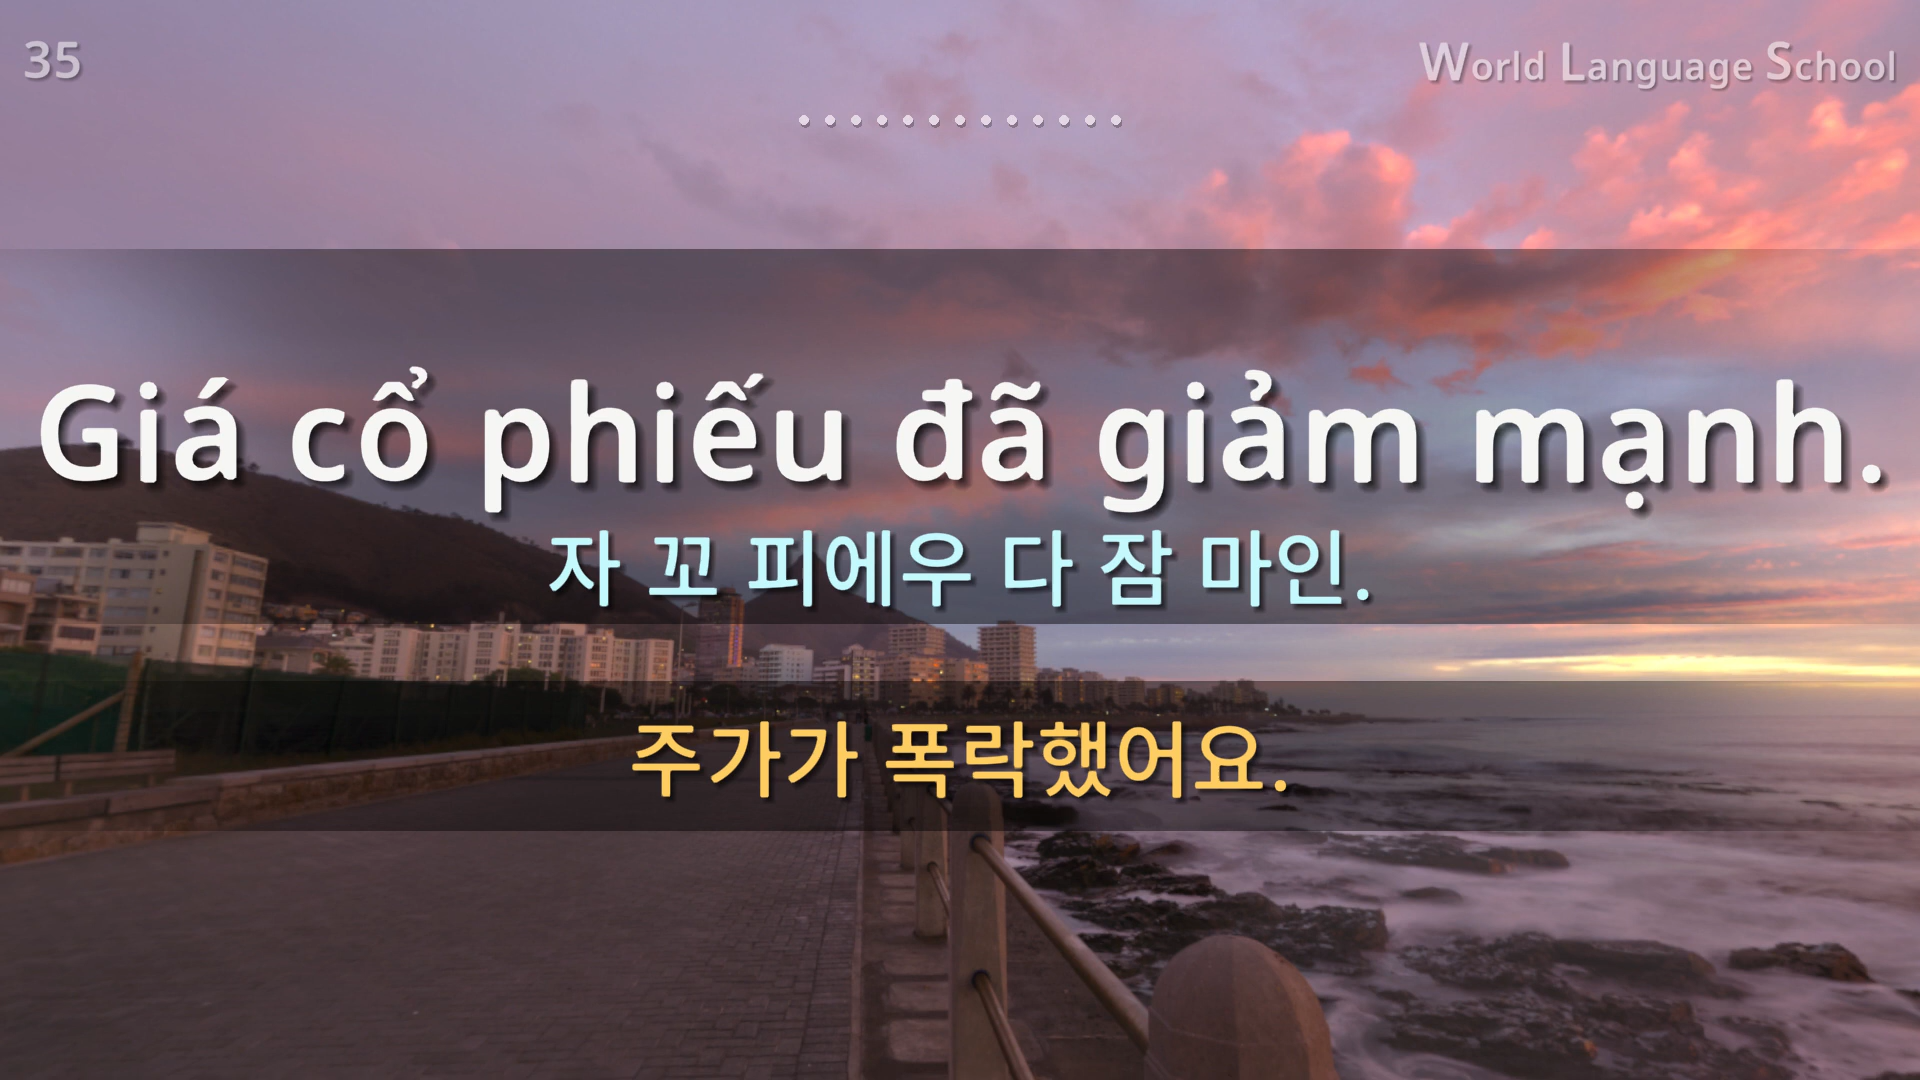 35
World Language School
Giá cổ phiếu đã giảm mạnh.
자 꼬 피에우 다 잠 마인.
주가가 폭락했어요.